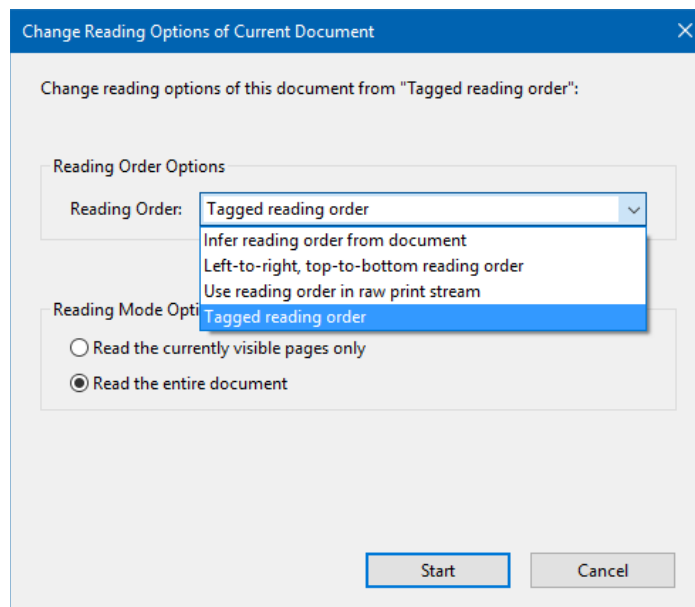 Change Reading Options of Current Document
Change reading options of this document from "Tagged reading order":
Reading Order Options
Reading Order: Tagged reading order
Infer reading order from document
Left-to-right, top-to-bottom reading order
Use reading order in raw print stream
Tagged reading order
Reading Mode Opti
Read the currently visible pages only
Read the entire document
Start Cancel